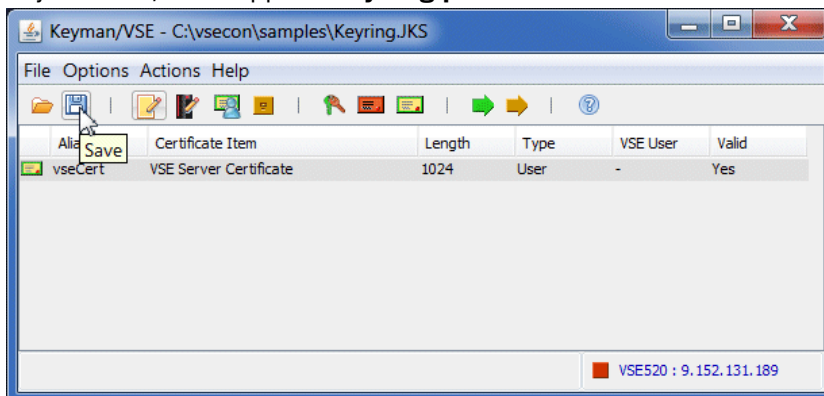 Keyman/VSE - C:\vsecon\samples\Keyring.JKS
File Options Actions Help
Save
Certificate Item Length Type VSE User Valid
vseCert VSE Server Certificate 1024 User - Yes
VSE520 : 9.152.131.189